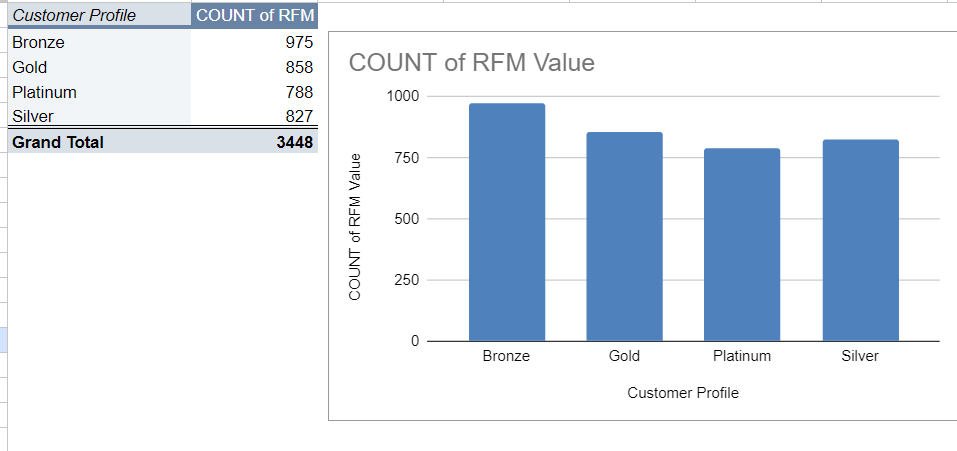 Customer Profile COUNT of RFM
Bronze 975
Gold 858
Platinum 788
Silver 827
Grand Total 3448
COUNT of RFM Value
1000
750
500
250
0
COUNT of RFM Value
Bronze Gold Platinum Silver
Customer Profile